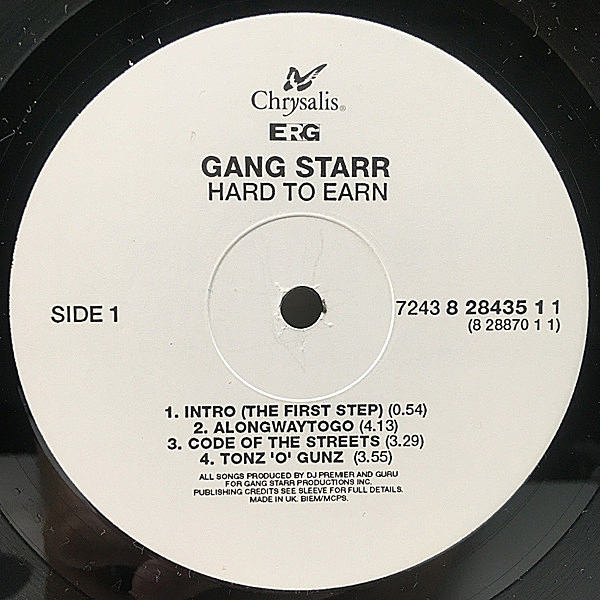 Chrysalis®
ERG
GANG STARR
HARD TO EARN
SIDE 1
7243 8 28435 1 1
(8 28870 1 1)
1. INTRO (THE FIRST STEP) (0.54)
2. ALONGWAYTOGO (4.13)
3. CODE OF THE STREETS (3.29)
4. TONZ 'O' GUNZ (3.55)
ALL SONGS PRODUCED BY DJ PREMIER AND GURU
FOR GANG STARR PRODUCTIONS INC.
PUBLISHING CREDITS SEE SLEEVE FOR FULL DETAILS.
MADE IN UK. BIEM/MCPS.